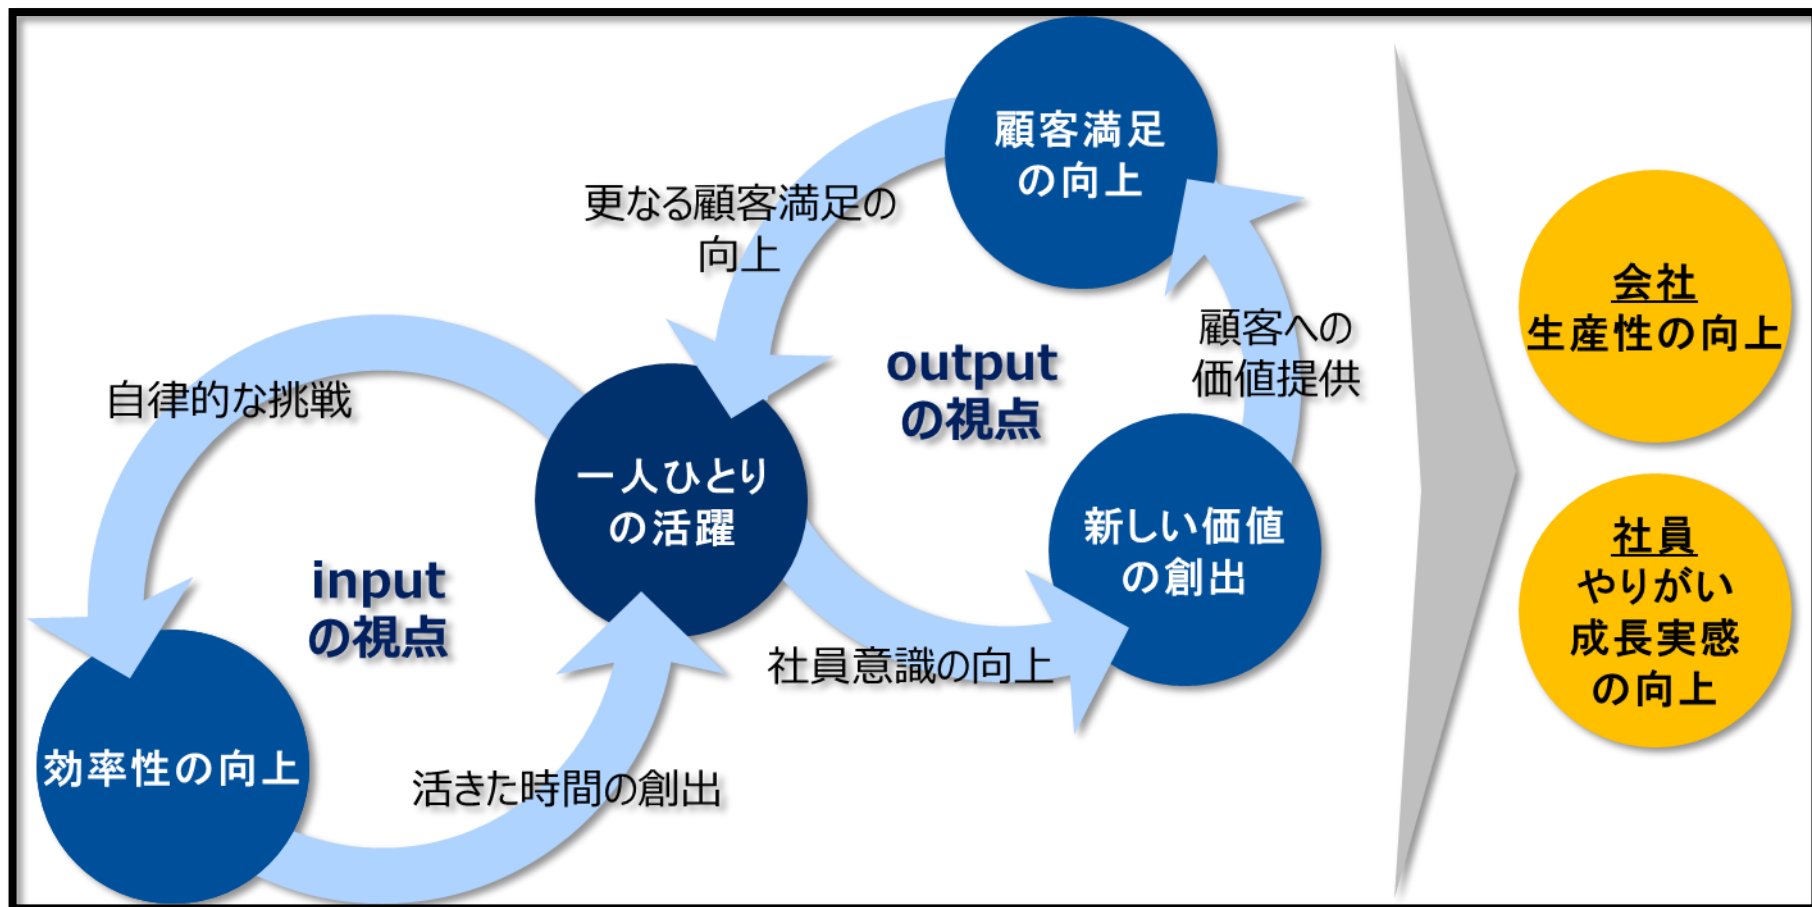 顧客満足
の向上
更なる顧客満足の
向上
顧客への
価値提供
output
の視点
自律的な挑戦
一人ひとり
の活躍
新しい価値
の創出
input
の視点
社員意識の向上
効率性の向上
活きた時間の創出
会社
生産性の向上
社員
やりがい
成長実感
の向上